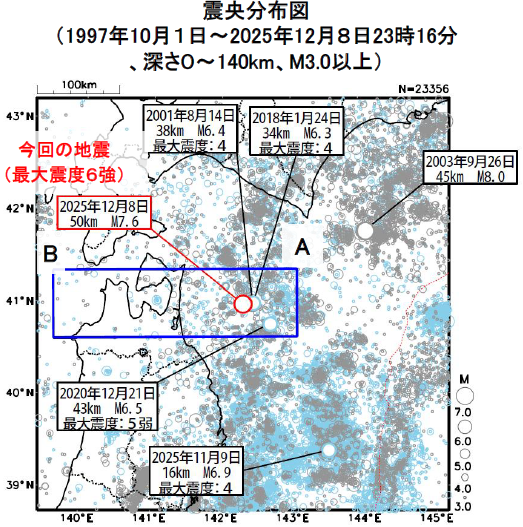 震央分布図
(1997年10月1日~2025年12月8日23時16分
、深さ0~140km、M3.0以上)
100km
N=23356
43°N
42°N
41°N
40°N
39°N
2001年8月14日
38km M6.4
最大震度:4
2018年1月24日
34km M6.3
最大震度:4
今回の地震
(最大震度6強)
2003年9月26日
45km M8.0
2025年12月8日
50km M7.6
B
A
2020年12月21日
43km M6.5
最大震度:5弱
2025年11月9日
16km M6.9
最大震度:4
M
7.0
6.0
5.0
4.0
3.0
140°E
141°E
142°E
143°E
144°E
145°E